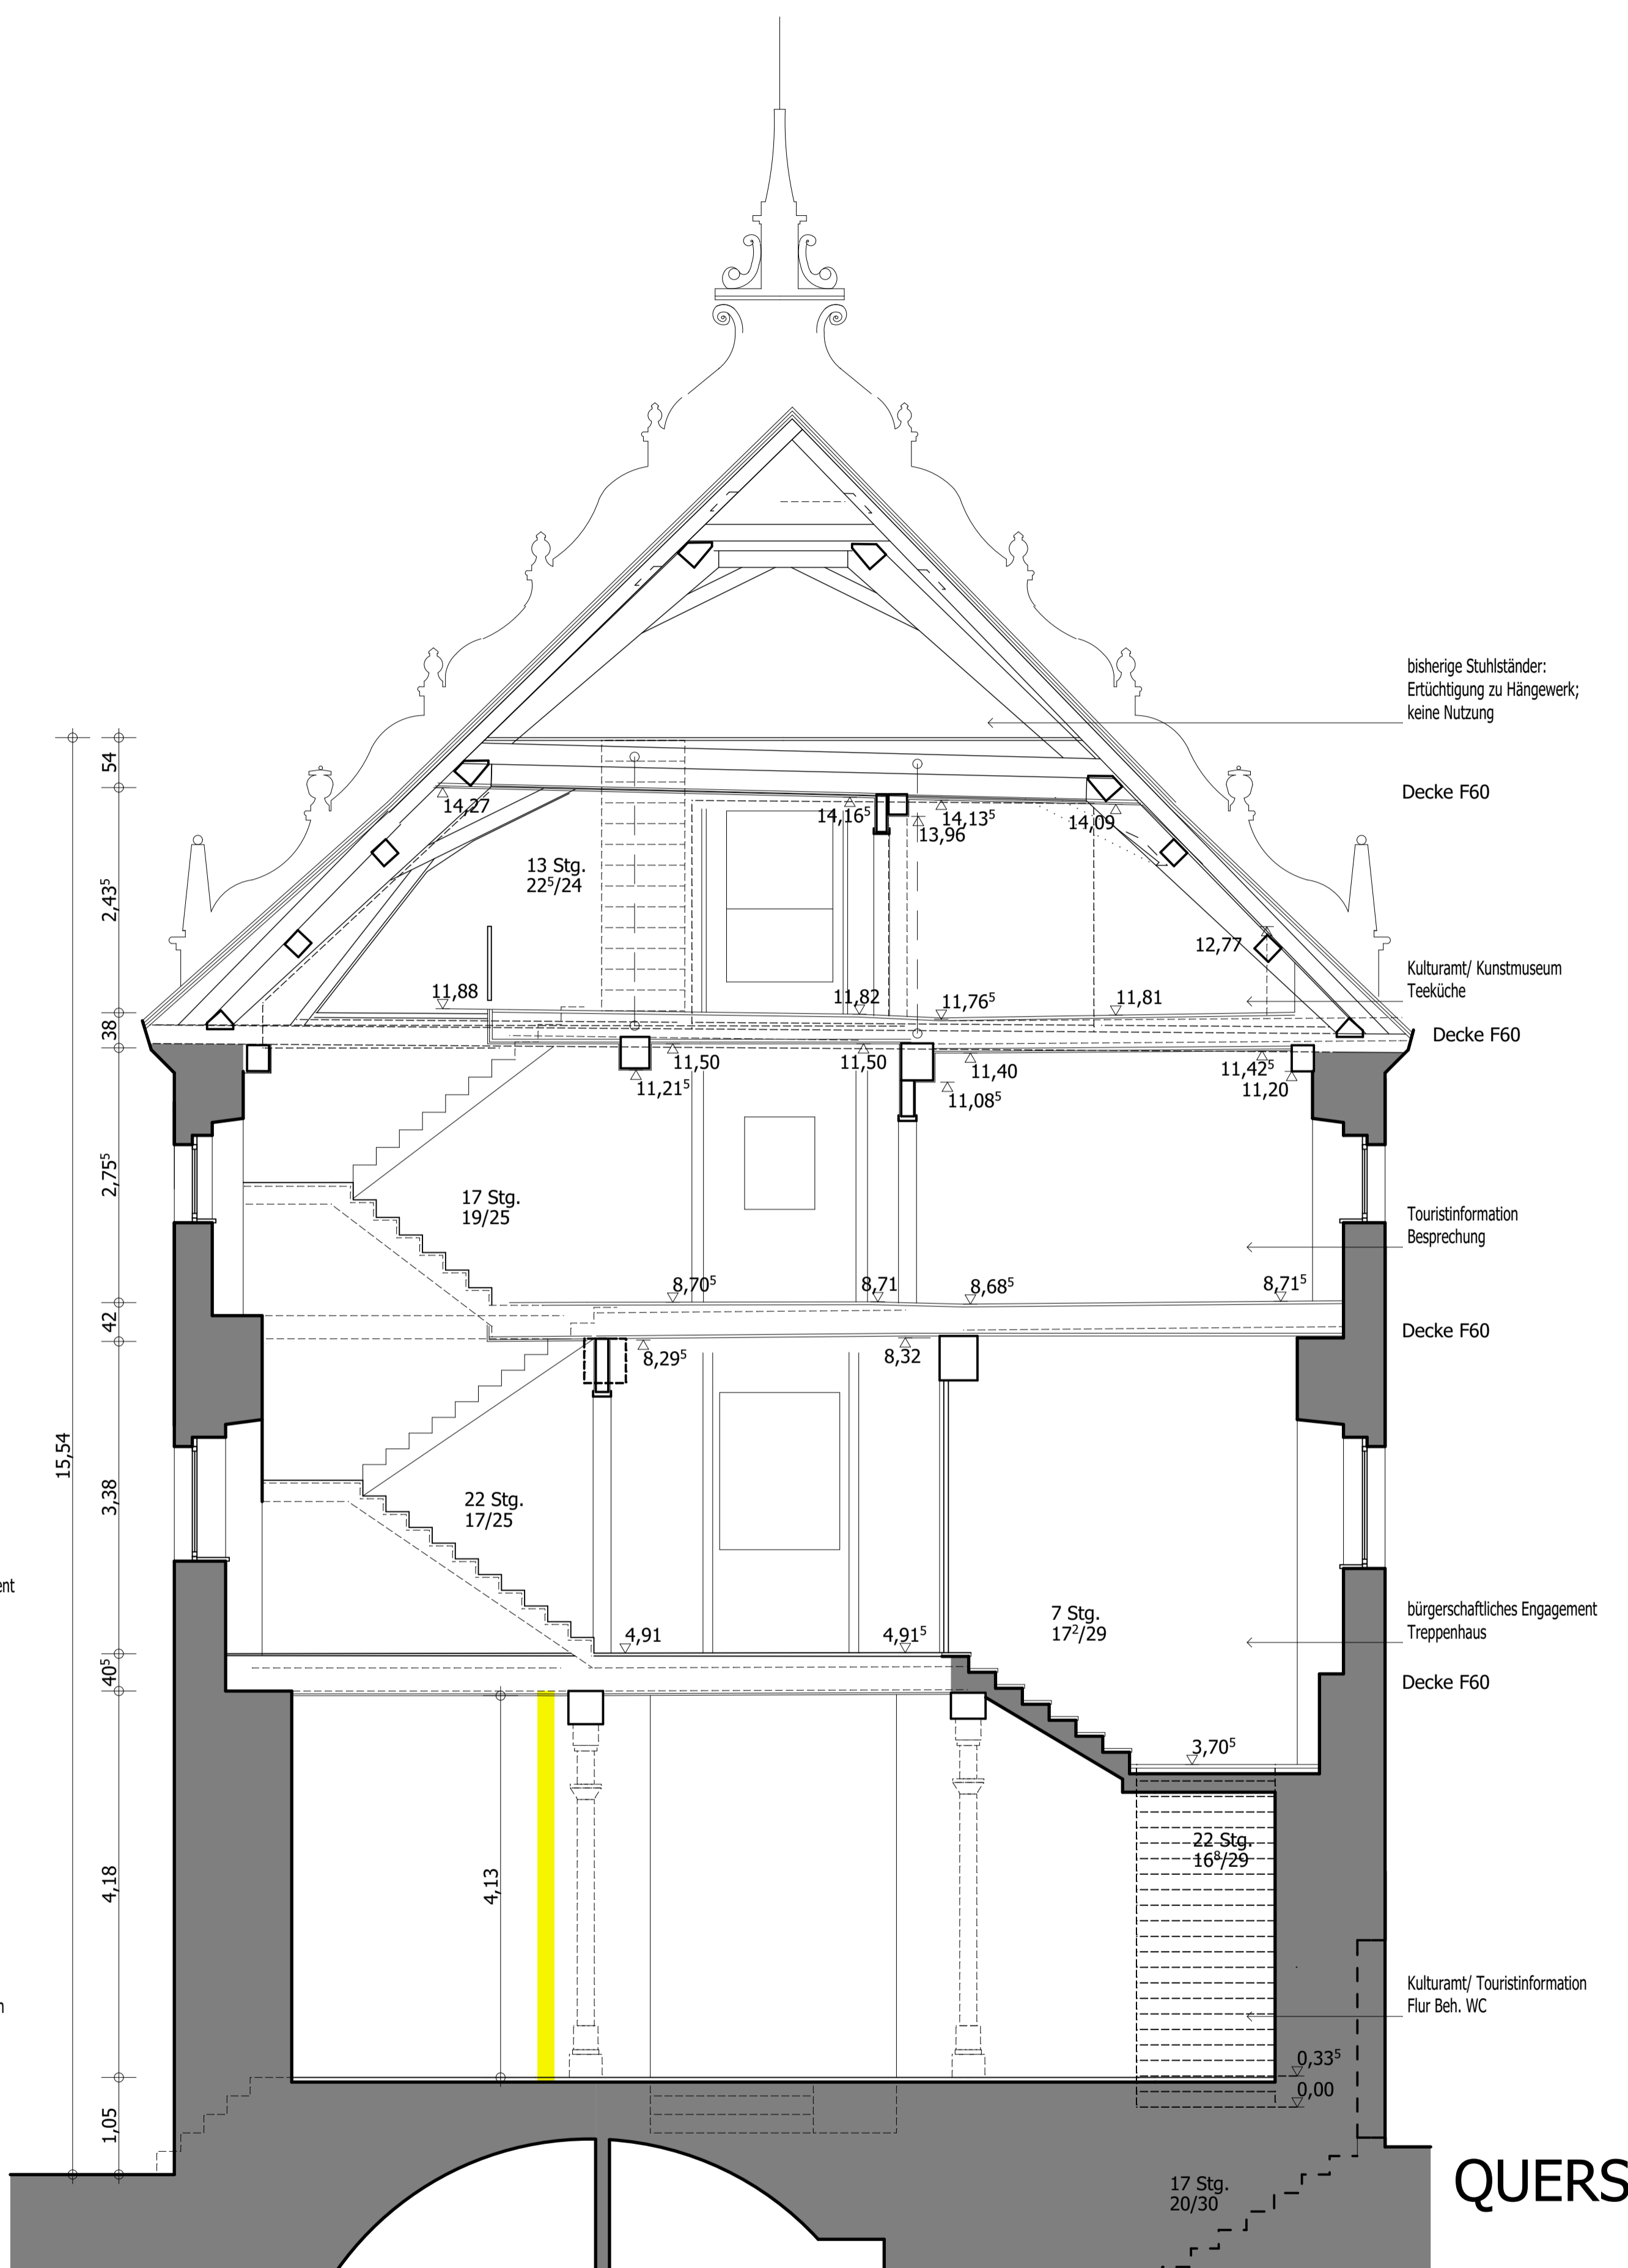 bisherige Stuhlständer:
Ertüchtigung zu Hängewerk;
keine Nutzung
54
Decke F60
14,27
14,16⁵
14,13⁵
14,09
13,96
13 Stg.
22⁵/24
2,43⁵
12,77
Kulturamt/ Kunstmuseum
Teeküche
11,88
11,82
11,76⁵
11,81
38
Decke F60
11,50
11,50
11,40
11,42⁵
11,21⁵
11,08⁵
11,20
2,75⁵
17 Stg.
19/25
Touristinformation
Besprechung
8,70⁵
8,71
8,68⁵
8,71⁵
42
Decke F60
8,29⁵
8,32
15,54
3,38
22 Stg.
17/25
ent
bürgerschaftliches Engagement
Treppenhaus
7 Stg.
17²/29
4,91
4,91⁵
40⁵
Decke F60
3,70⁵
22 Stg.
16⁸/29
4,18
4,13
Kulturamt/ Touristinformation
Flur Beh. WC
n
0,33⁵
0,00
1,05
17 Stg.
20/30
QUERS